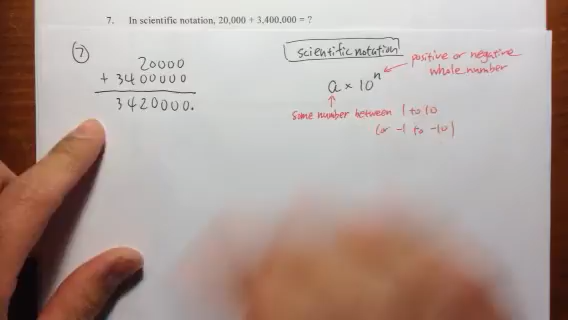 7. In scientific notation, 20,000 + 3,400,000 = ?
7
20000
+ 3400000
3420000.
scientific notation
a × 10ⁿ
positive or negative
whole number
some number between 1 to 10
(or -1 to -10)